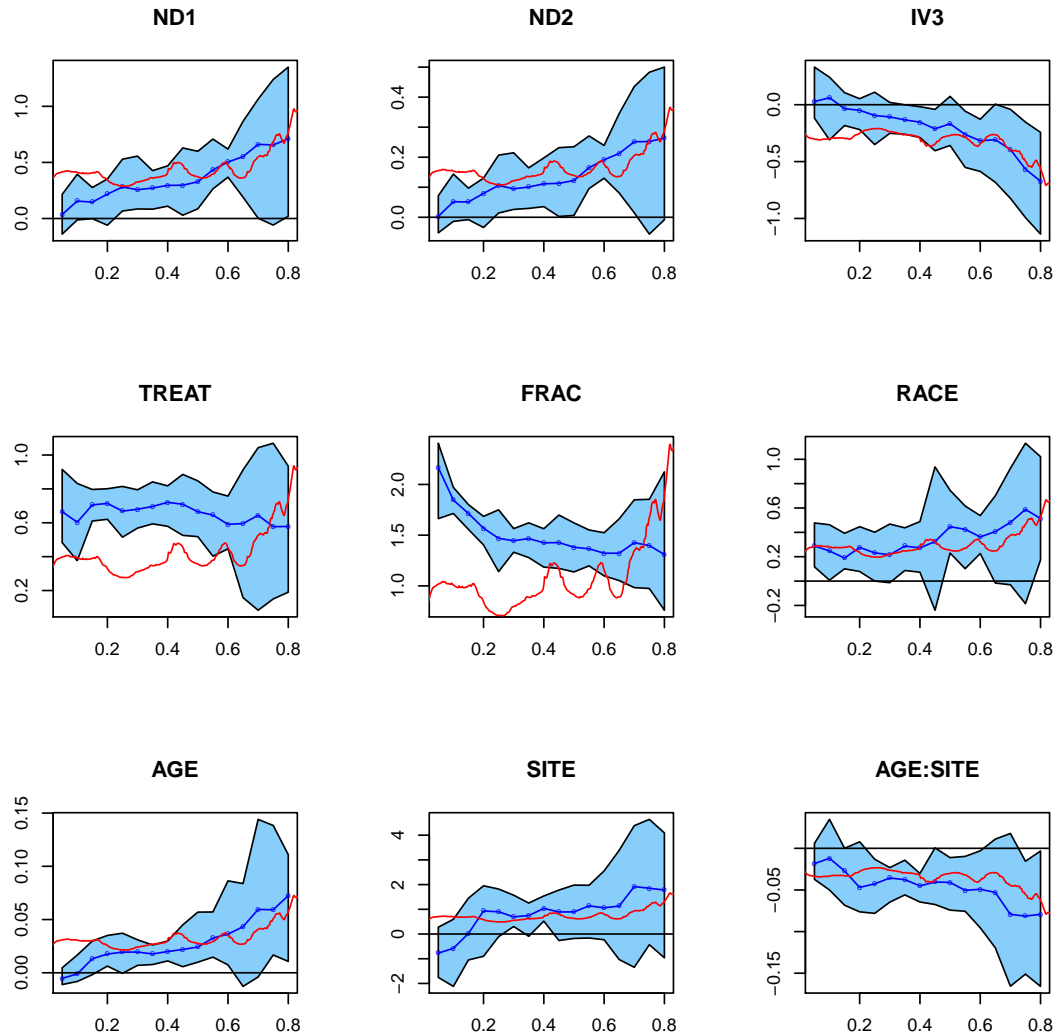 ND1
ND2
IV3
0.0 0.5 1.0
0.0 0.2 0.4
-1.0 -0.5 0.0
0.2 0.4 0.6 0.8
0.2 0.4 0.6 0.8
0.2 0.4 0.6 0.8
TREAT
FRAC
RACE
0.2 0.6 1.0
1.0 1.5 2.0
-0.2 0.2 0.6 1.0
0.2 0.4 0.6 0.8
0.2 0.4 0.6 0.8
0.2 0.4 0.6 0.8
AGE
SITE
AGE:SITE
0.00 0.05 0.10 0.15
-2 0 2 4
-0.15 -0.05
0.2 0.4 0.6 0.8
0.2 0.4 0.6 0.8
0.2 0.4 0.6 0.8